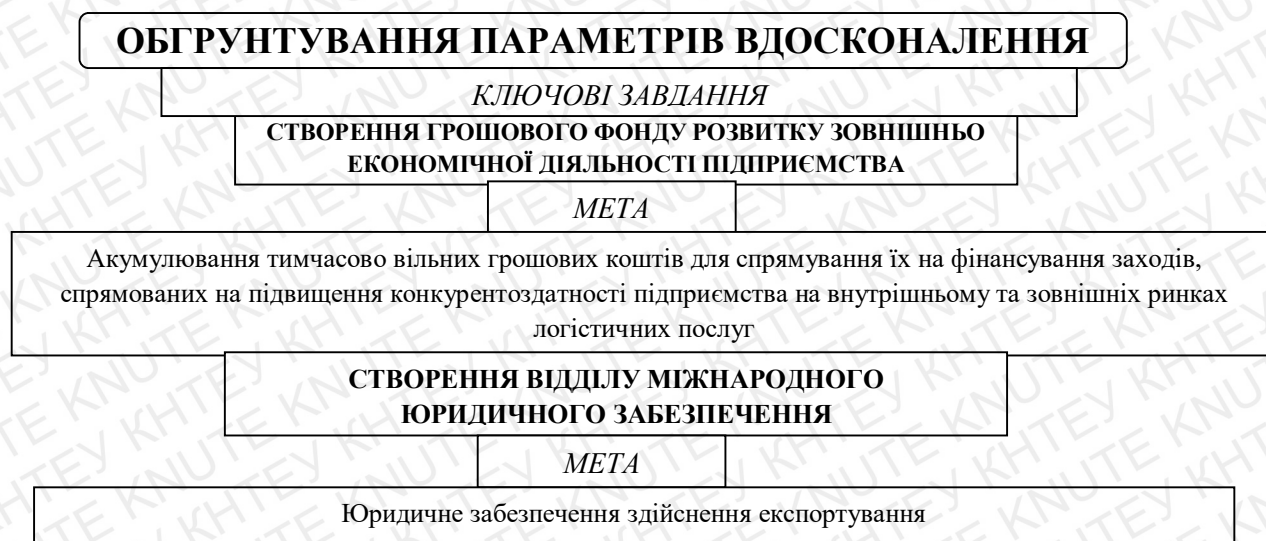 ОБГРУНТУВАННЯ ПАРАМЕТРІВ ВДОСКОНАЛЕННЯ
КЛЮЧОВІ ЗАВДАННЯ
СТВОРЕННЯ ГРОШОВОГО ФОНДУ РОЗВИТКУ ЗОВНІШНЬО
ЕКОНОМІЧНОЇ ДІЯЛЬНОСТІ ПІДПРИЄМСТВА
МЕТА
Акумулювання тимчасово вільних грошових коштів для спрямування їх на фінансування заходів,
спрямованих на підвищення конкурентоздатності підприємства на внутрішньому та зовнішніх ринках
логістичних послуг
СТВОРЕННЯ ВІДДІЛУ МІЖНАРОДНОГО
ЮРИДИЧНОГО ЗАБЕЗПЕЧЕННЯ
МЕТА
Юридичне забезпечення здійснення експортування